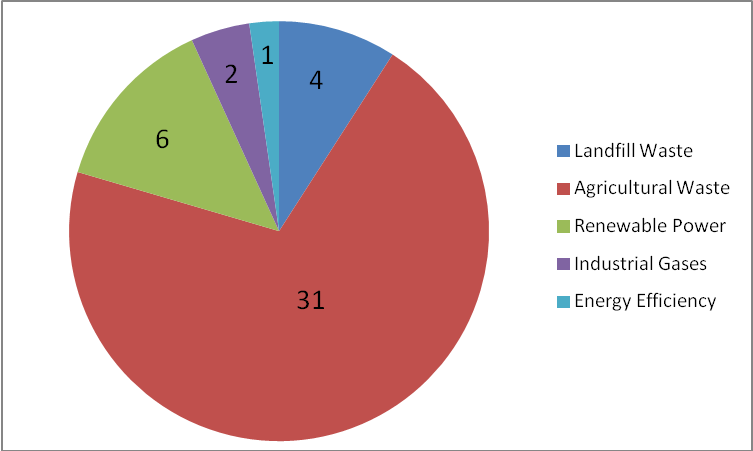 1
2
4
6
31
Landfill Waste
Agricultural Waste
Renewable Power
Industrial Gases
Energy Efficiency